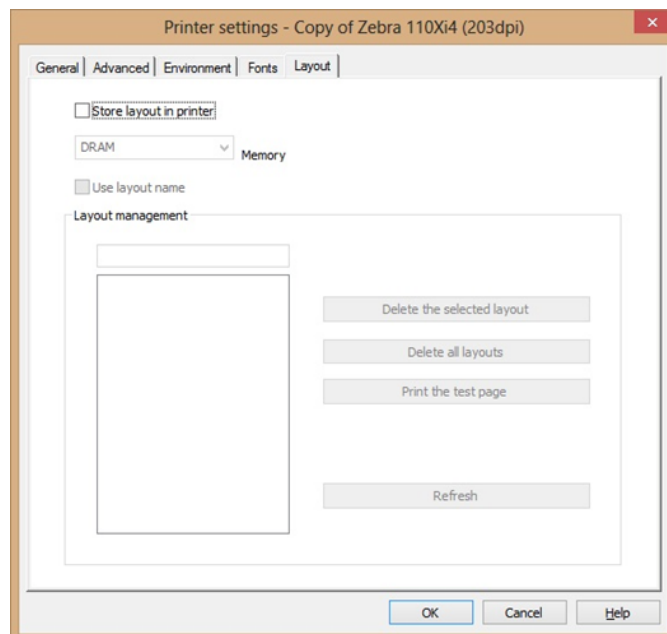 Printer settings - Copy of Zebra 110Xi4 (203dpi)
General Advanced Environment Fonts Layout
Store layout in printer
DRAM Memory
Use layout name
Layout management
Delete the selected layout
Delete all layouts
Print the test page
Refresh
OK Cancel Help